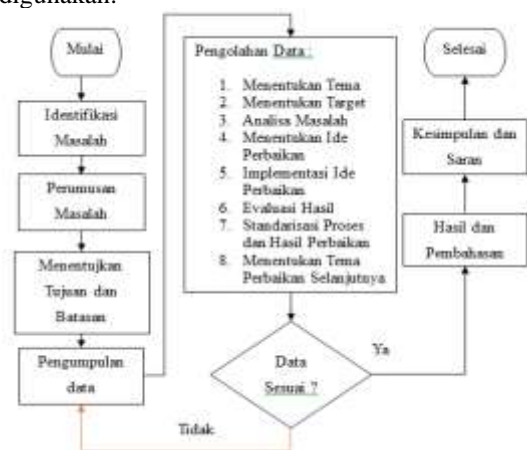 digunakan.
Mulai
Identifikasi
Masalah
Perumusan
Masalah
Menentujkan
Tujuan dan
Batasan
Pengumpulan
data
Pengolahan Data :
1. Menentukan Tema
2. Menentukan Target
3. Analisa Masalah
4. Menentukan Ide
Perbaikan
5. Implementasi Ide
Perbaikan
6. Evaluasi Hasil
7. Standarisasi Proses
dan Hasil Perbaikan
8. Menentukan Tema
Perbaikan Selanjutnya
Data
Sesuai ?
Ya
Tidak
Hasil dan
Pembahasan
Kesimpulan dan
Saran
Selesai